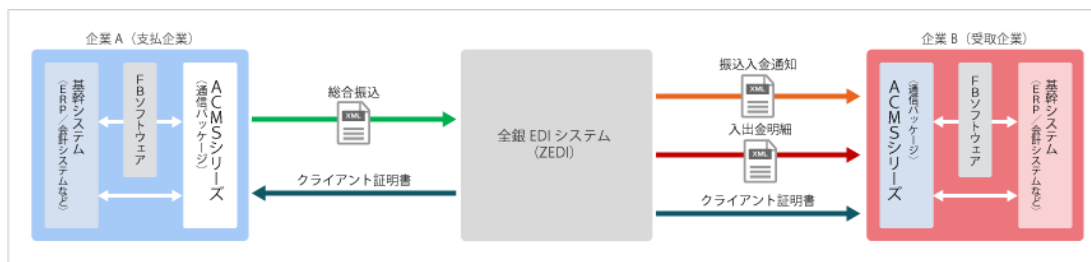 企業 A（支払企業）
基幹システム
（ERP／会計システムなど）
FBソフトウェア
ACMSシリーズ
（通信パッケージ）
総合振込
XML
クライアント証明書
全銀 EDI システム
（ZEDI）
振込入金通知
XML
入出金明細
XML
クライアント証明書
企業 B（受取企業）
（通信パッケージ）
ACMSシリーズ
FBソフトウェア
基幹システム
（ERP／会計システムなど）